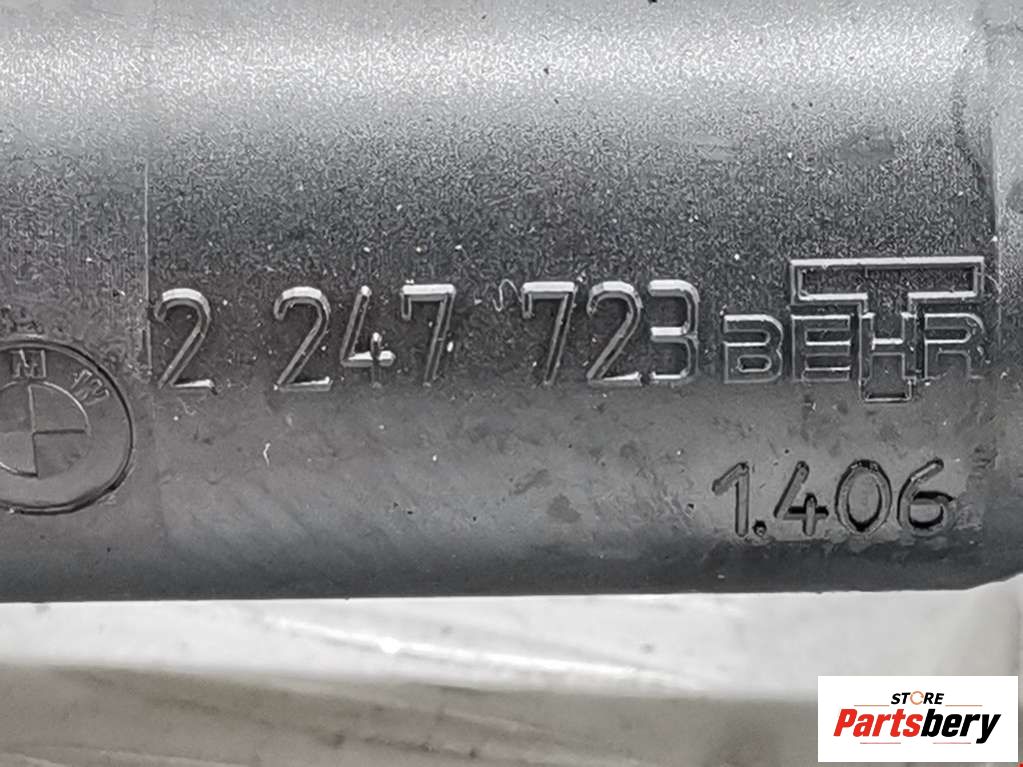 2 247 723 BEHR
1.406
STORE
Partsbery